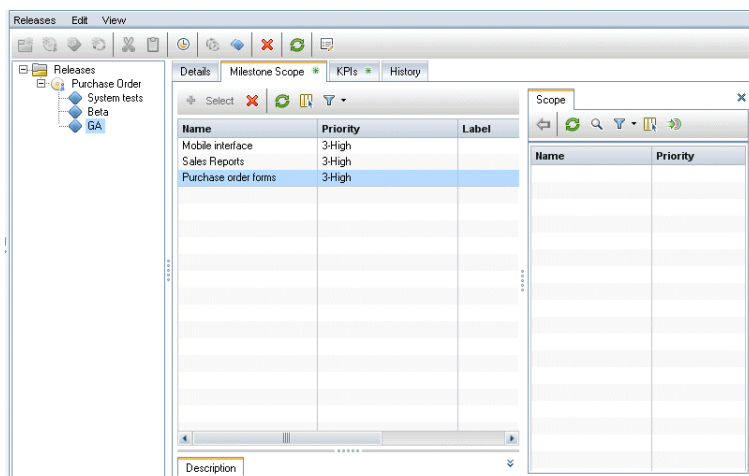 Releases Edit View
Releases
Purchase Order
System tests
Beta
GA
Details Milestone Scope * KPIs * History
Select
Name Priority Label
Mobile interface 3-High
Sales Reports 3-High
Purchase order forms 3-High
Description
Scope
Name Priority